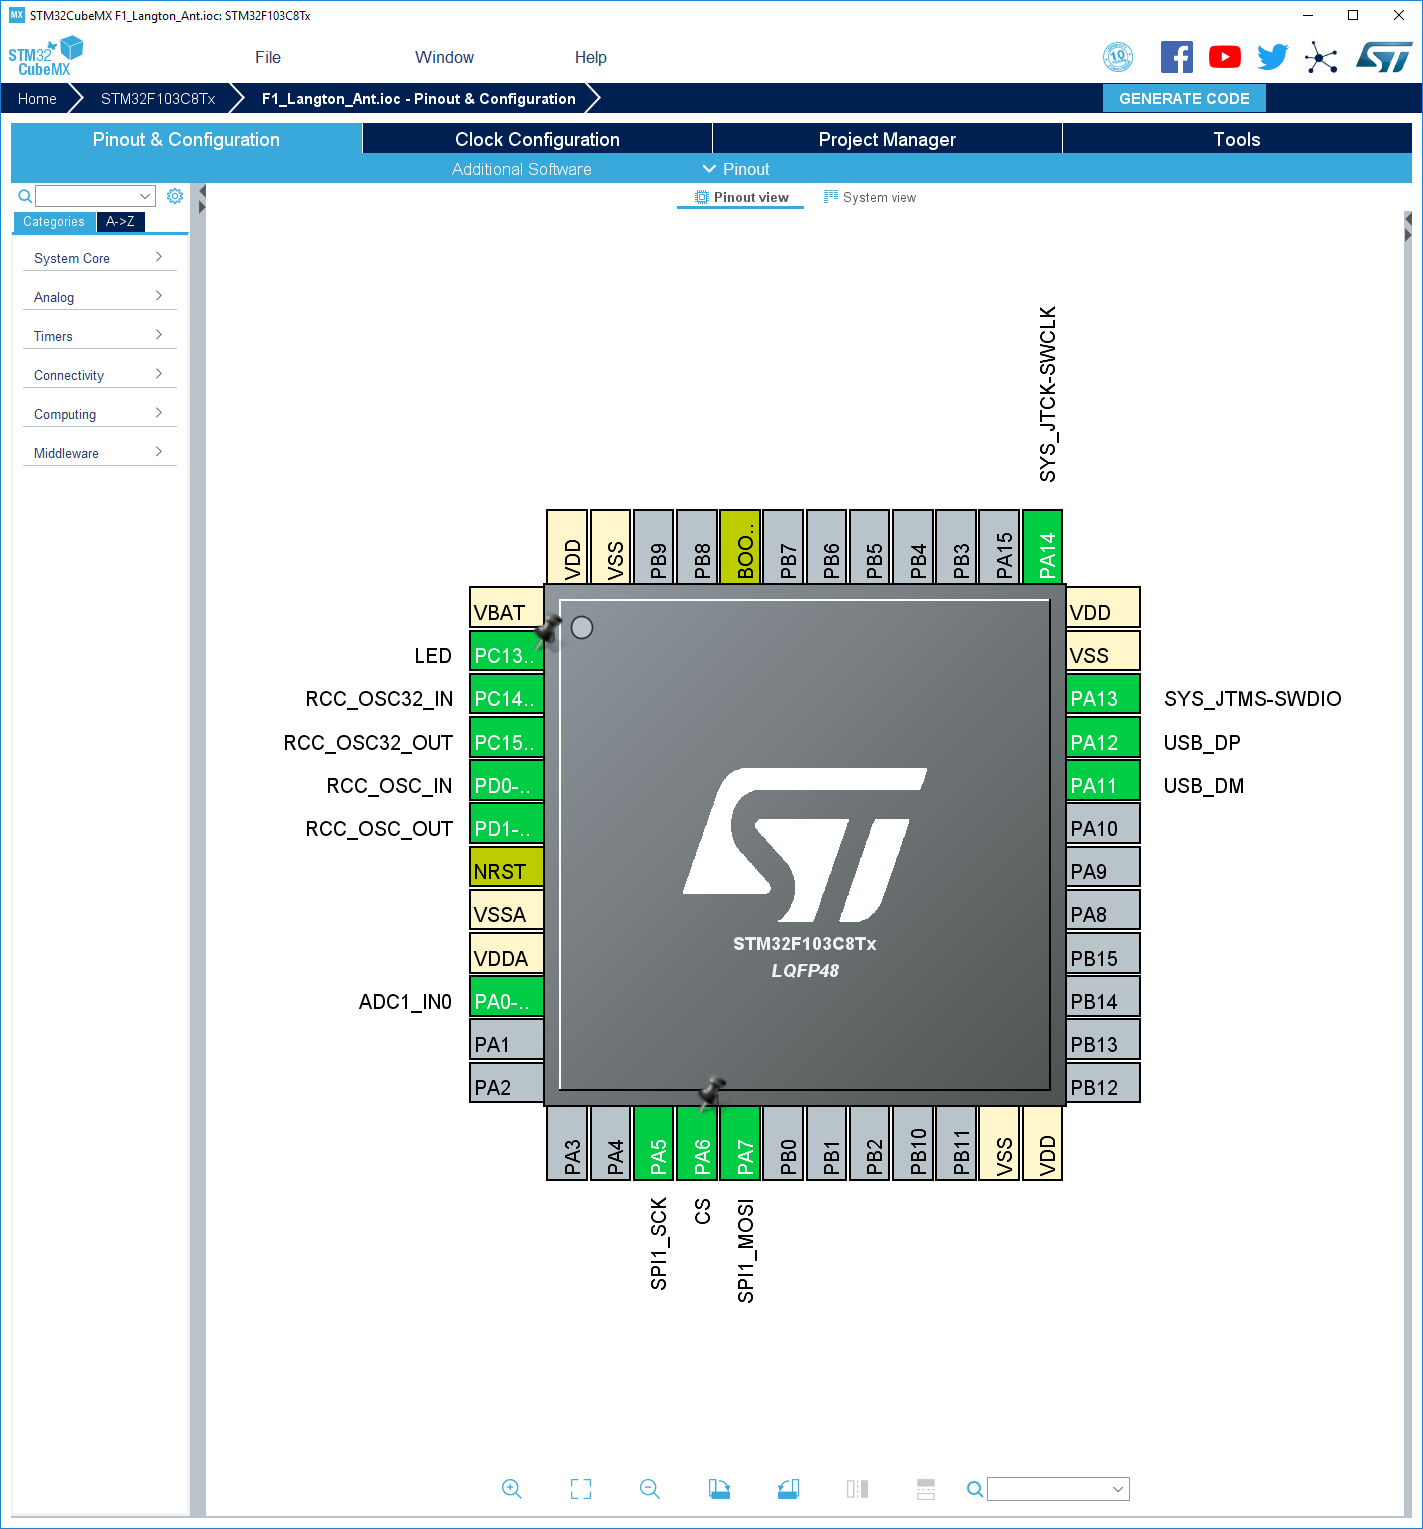 MX STM32CubeMX F1_Langton_Ant.ioc: STM32F103C8Tx
STM32
CubeMX
File
Window
Help
10
Home
STM32F103C8Tx
F1_Langton_Ant.ioc - Pinout & Configuration
GENERATE CODE
Pinout & Configuration
Clock Configuration
Project Manager
Tools
Additional Software
Pinout
Pinout view
System view
Categories
A->Z
System Core
Analog
Timers
Connectivity
Computing
Middleware
SYS_JTCK-SWCLK
VDD
VSS
PB9
PB8
BOO..
PB7
PB6
PB5
PB4
PB3
PA15
PA14
VBAT
LED PC13..
RCC_OSC32_IN PC14..
RCC_OSC32_OUT PC15..
RCC_OSC_IN PD0-..
RCC_OSC_OUT PD1-..
NRST
VSSA
VDDA
ADC1_IN0 PA0-..
PA1
PA2
ST
STM32F103C8Tx
LQFP48
VDD
VSS
PA13 SYS_JTMS-SWDIO
PA12 USB_DP
PA11 USB_DM
PA10
PA9
PA8
PB15
PB14
PB13
PB12
PA3
PA4
PA5
PA6
PA7
PB0
PB1
PB2
PB10
PB11
VSS
VDD
SPI1_SCK
CS
SPI1_MOSI